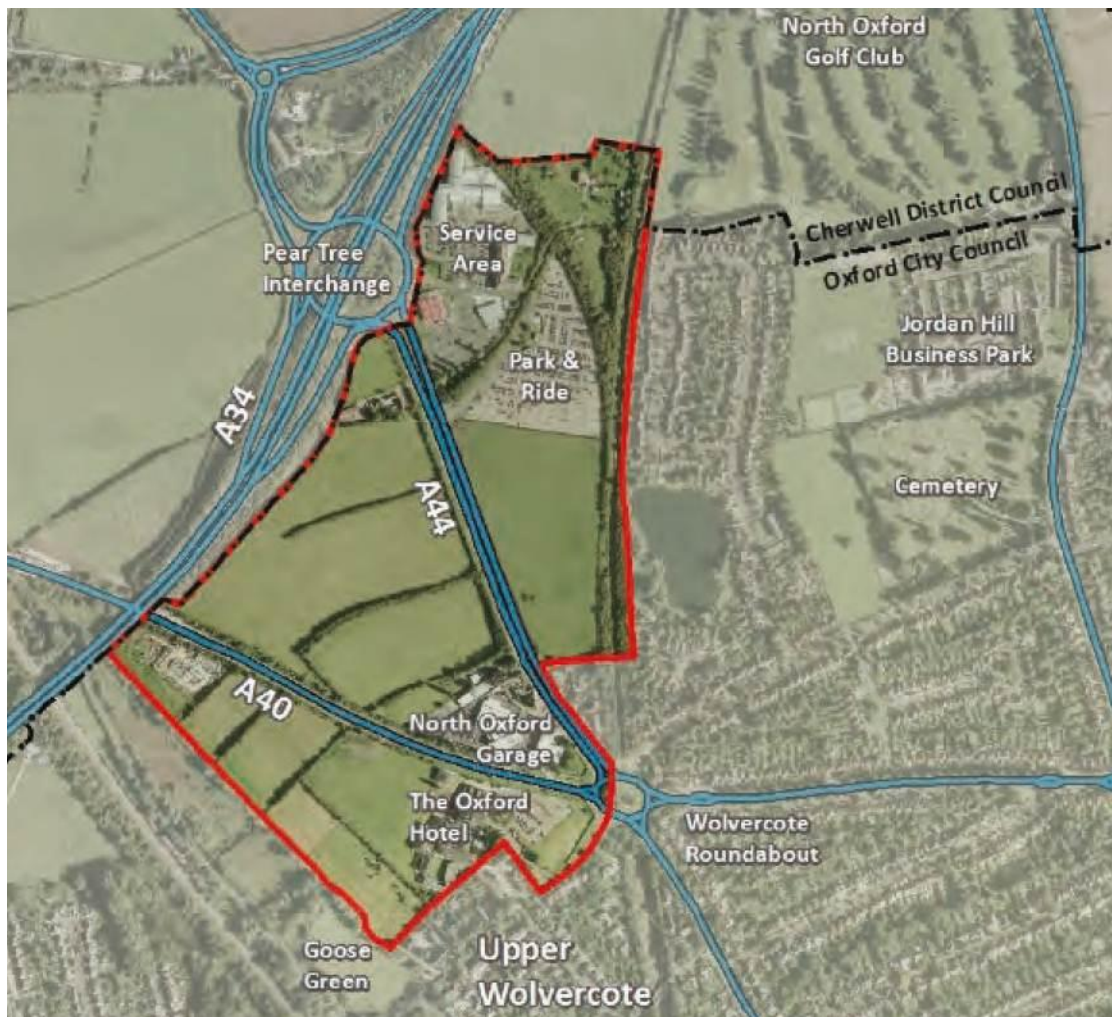 North Oxford
Golf Club
Cherwell District Council
Oxford City Council
Service
Area
Pear Tree
Interchange
Jordan Hill
Business Park
Park &
Ride
A34
A44
Cemetery
A40
North Oxford
Garage
The Oxford
Hotel
Wolvercote
Roundabout
Goose
Green
Upper
Wolvercote